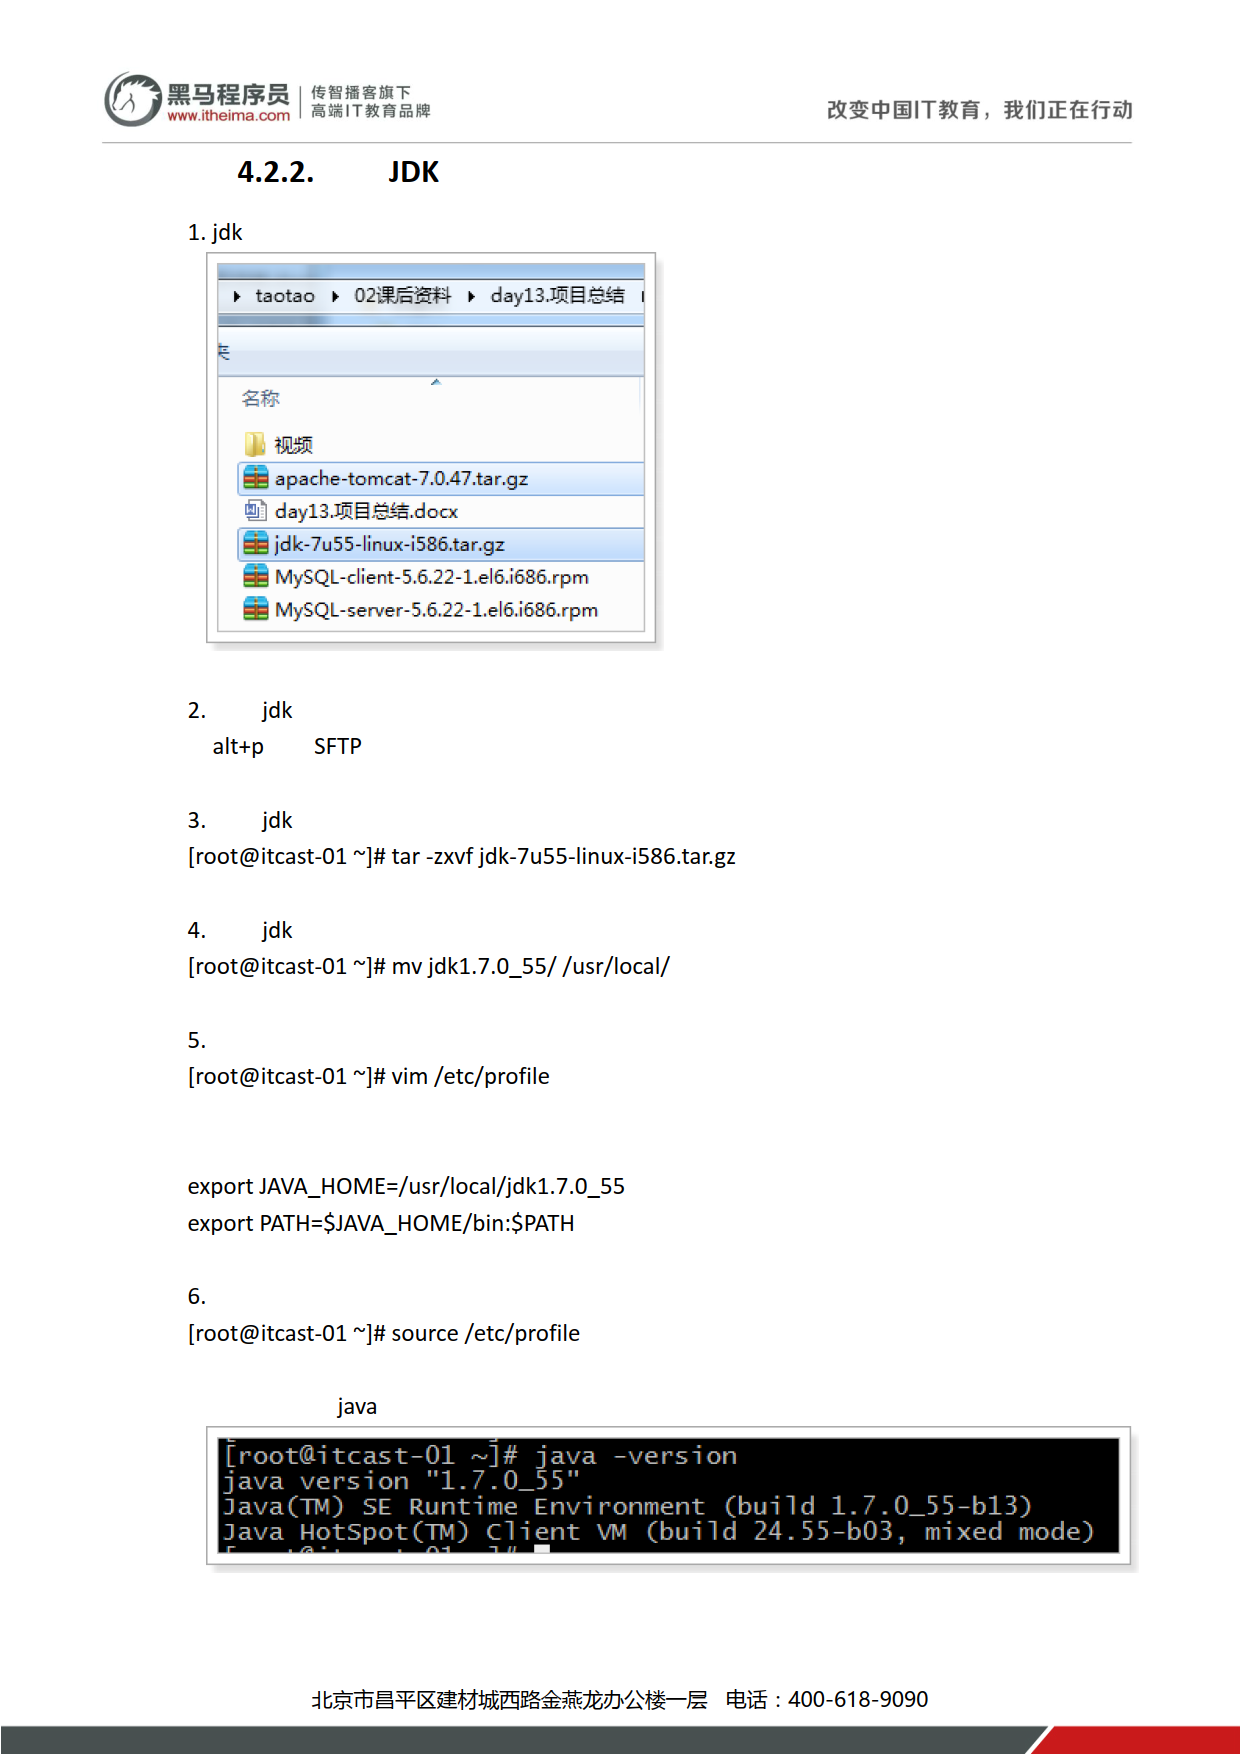 黑马程序员
www.itheima.com
传智播客旗下
高端IT教育品牌
改变中国IT教育，我们正在行动
4.2.2. JDK
1. jdk
taotao 02课后资料 day13.项目总结
夹
名称
视频
apache-tomcat-7.0.47.tar.gz
day13.项目总结.docx
jdk-7u55-linux-i586.tar.gz
MySQL-client-5.6.22-1.el6.i686.rpm
MySQL-server-5.6.22-1.el6.i686.rpm
2. jdk
alt+p SFTP
3. jdk
[root@itcast-01 ~]# tar -zxvf jdk-7u55-linux-i586.tar.gz
4. jdk
[root@itcast-01 ~]# mv jdk1.7.0_55/ /usr/local/
5.
[root@itcast-01 ~]# vim /etc/profile
export JAVA_HOME=/usr/local/jdk1.7.0_55
export PATH=$JAVA_HOME/bin:$PATH
6.
[root@itcast-01 ~]# source /etc/profile
java
[root@itcast-01 ~]# java -version
java version "1.7.0_55"
Java(TM) SE Runtime Environment (build 1.7.0_55-b13)
Java HotSpot(TM) Client VM (build 24.55-b03, mixed mode)
北京市昌平区建材城西路金燕龙办公楼一层 电话：400-618-9090